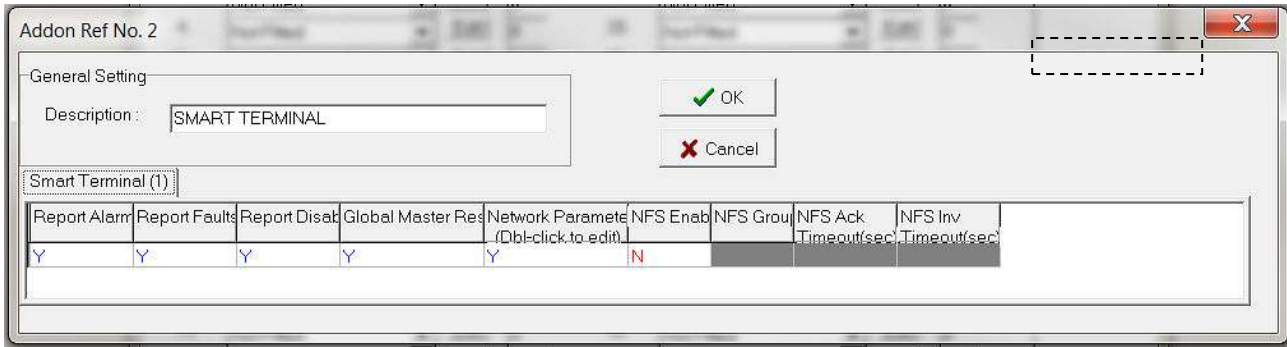 Addon Ref No. 2
General Setting
Description :
SMART TERMINAL
OK
Cancel
Smart Terminal (1)
Report Alarm Report Faults Report Disab Global Master Res Network Paramete NFS Enab NFS Grou NFS Ack NFS Inv
(Dbl-click to edit) Timeout(sec) Timeout(sec)
Y Y Y Y Y N